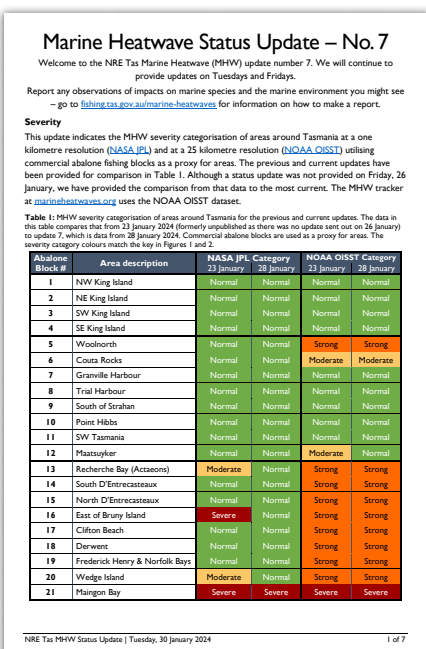 Marine Heatwave Status Update – No. 7
Welcome to the NRE Tas Marine Heatwave (MHW) update number 7. We will continue to
provide updates on Tuesdays and Fridays.
Report any observations of impacts on marine species and the marine environment you might see
– go to fishing.tas.gov.au/marine-heatwaves for information on how to make a report.
Severity
This update indicates the MHW severity categorisation of areas around Tasmania at a one
kilometre resolution (NASA JPL) and at a 25 kilometre resolution (NOAA OISST) utilising
commercial abalone fishing blocks as a proxy for areas. The previous and current updates have
been provided for comparison in Table 1. Although a status update was not provided on Friday, 26
January, we have provided the comparison from that data to the most current. The MHW tracker
at marineheatwaves.org uses the NOAA OISST dataset.
Table 1: MHW severity categorisation of areas around Tasmania for the previous and current updates. The data in
this table compares that from 23 January 2024 (formerly unpublished as there was no update sent out on 26 January)
to update 7, which is data from 28 January 2024. Commercial abalone blocks are used as a proxy for areas. The
severity category colours match the key in Figures 1 and 2.
Abalone Block # Area description NASA JPL Category NOAA OISST Category
23 January 28 January 23 January 28 January
1 NW King Island Normal Normal Normal Normal
2 NE King Island Normal Normal Normal Normal
3 SW King Island Normal Normal Normal Normal
4 SE King Island Normal Normal Normal Normal
5 Woolnorth Normal Normal Strong Strong
6 Couta Rocks Normal Normal Moderate Moderate
7 Granville Harbour Normal Normal Normal Normal
8 Trial Harbour Normal Normal Normal Normal
9 South of Strahan Normal Normal Normal Normal
10 Point Hibbs Normal Normal Normal Normal
11 SW Tasmania Normal Normal Normal Normal
12 Maatsuyker Normal Normal Moderate Normal
13 Recherche Bay (Actaeons) Moderate Normal Strong Strong
14 South D'Entrecasteaux Normal Normal Strong Strong
15 North D'Entrecasteaux Normal Normal Strong Strong
16 East of Bruny Island Severe Normal Strong Strong
17 Clifton Beach Normal Normal Strong Strong
18 Derwent Normal Normal Strong Strong
19 Frederick Henry & Norfolk Bays Normal Normal Strong Strong
20 Wedge Island Moderate Normal Strong Strong
21 Maingon Bay Severe Severe Severe Severe
NRE Tas MHW Status Update | Tuesday, 30 January 2024 1 of 7